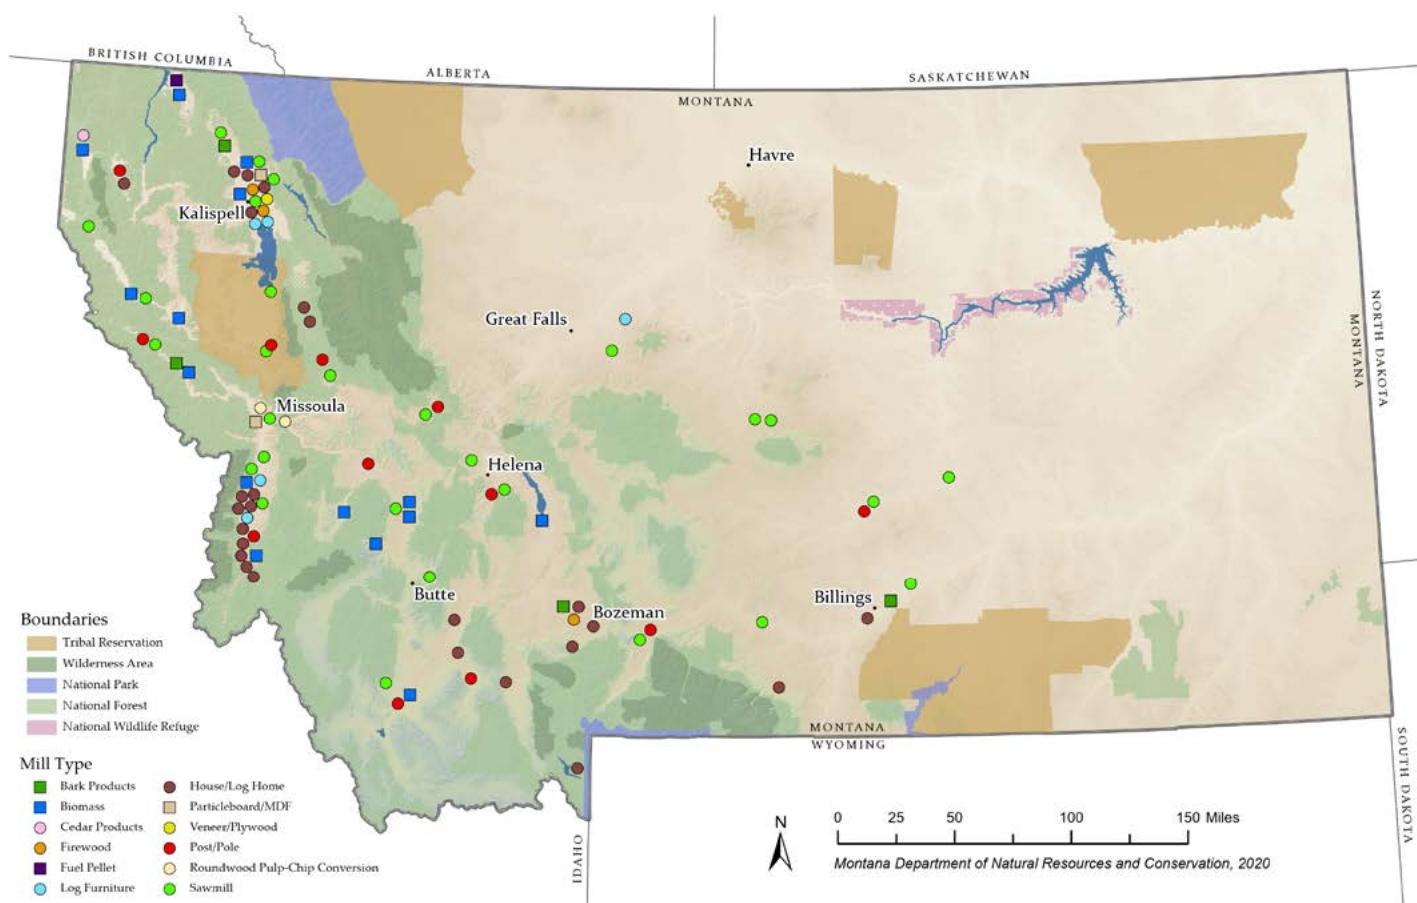 BRITISH COLUMBIA
ALBERTA
SASKATCHEWAN
MONTANA
Havre
Kalispell
Great Falls
NORTH DAKOTA
MONTANA
Missoula
Helena
Butte
Bozeman
Billings
MONTANA
WYOMING
SOUTH DAKOTA
IDAHO
Boundaries
Tribal Reservation
Wilderness Area
National Park
National Forest
National Wildlife Refuge
Mill Type
Bark Products
Biomass
Cedar Products
Firewood
Fuel Pellet
Log Furniture
House/Log Home
Particleboard/MDF
Veneer/Plywood
Post/Pole
Roundwood Pulp-Chip Conversion
Sawmill
N
0 25 50 100 150 Miles
Montana Department of Natural Resources and Conservation, 2020